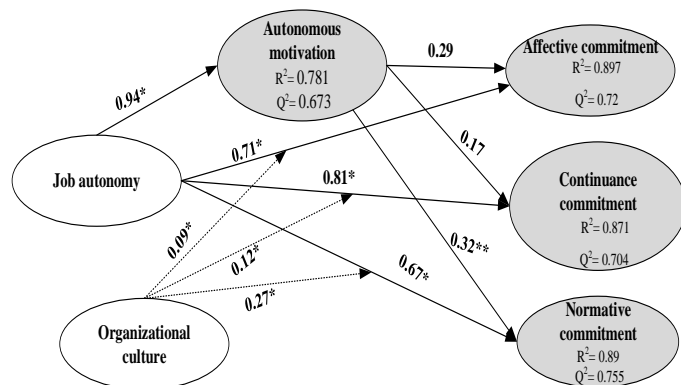 Autonomous
motivation
R²= 0.781
Q²= 0.673
0.29
Affective commitment
R²= 0.897
Q²= 0.72
0.94*
0.71*
0.17
Job autonomy
0.81*
Continuance
commitment
R²= 0.871
Q²= 0.704
0.09*
0.12*
0.32**
0.27*
0.67*
Organizational
culture
Normative
commitment
R²= 0.89
Q²= 0.755